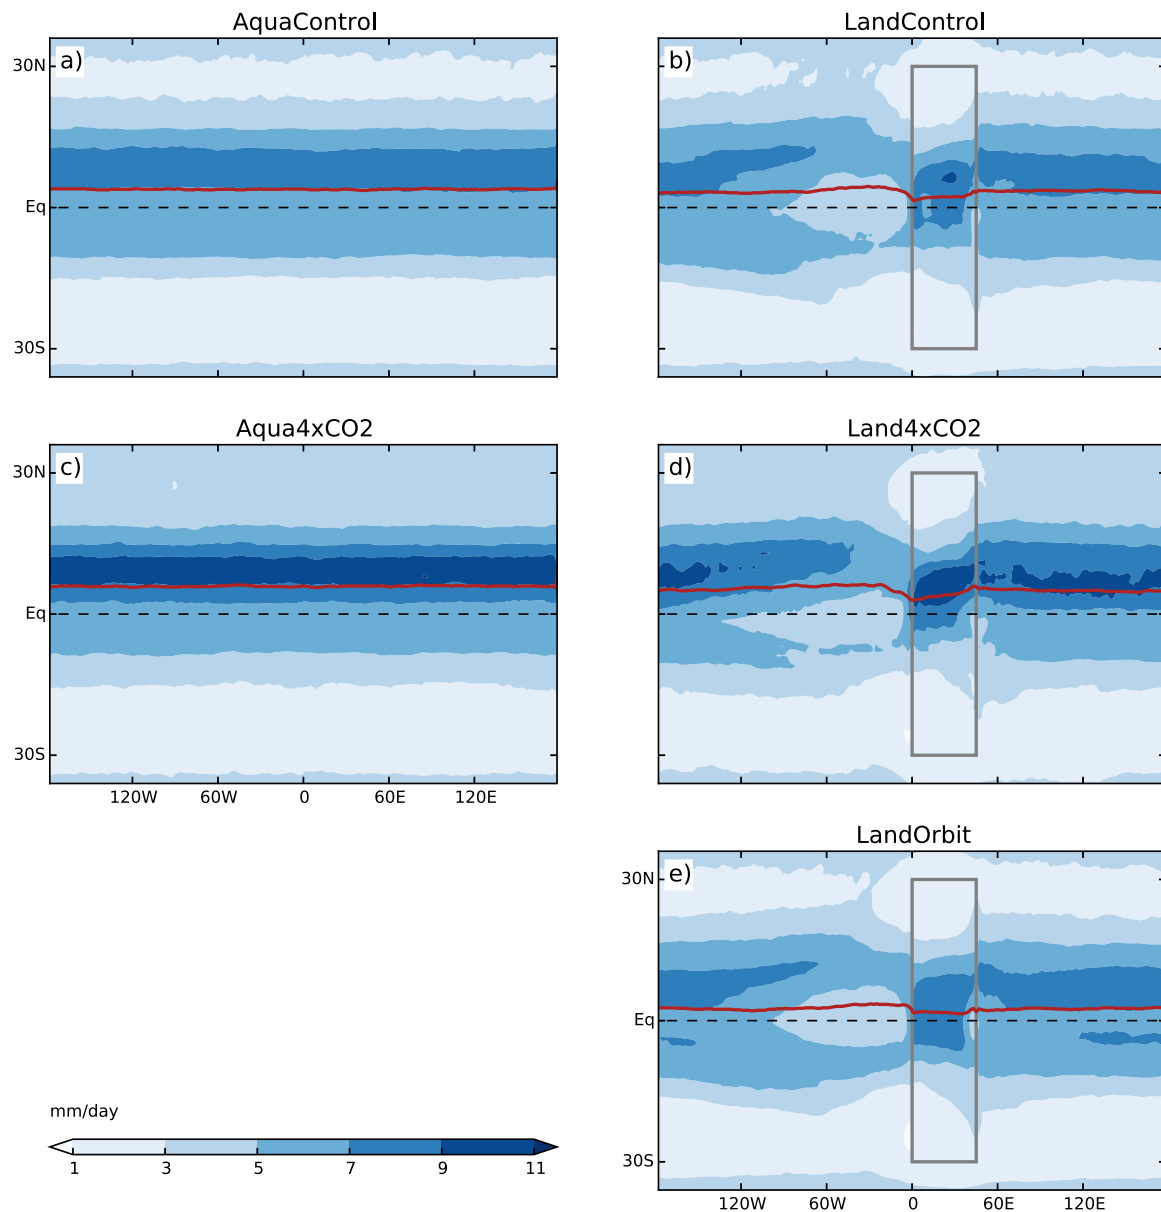 AquaControl
LandControl
a)
b)
30N
Eq
30S
Aqua4xCO2
Land4xCO2
c)
d)
30N
Eq
30S
120W 60W 0 60E 120E
LandOrbit
e)
30N
Eq
30S
120W 60W 0 60E 120E
mm/day
1 3 5 7 9 11